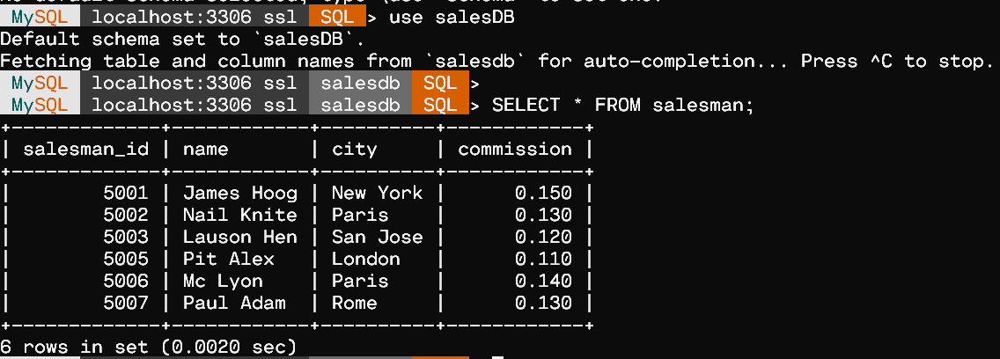 MySQL localhost:3306 ssl SQL > use salesDB
Default schema set to `salesDB`.
Fetching table and column names from `salesdb` for auto-completion... Press ^C to stop.
MySQL localhost:3306 ssl salesdb SQL >
MySQL localhost:3306 ssl salesdb SQL > SELECT * FROM salesman;
+-------------+------------+----------+------------+
| salesman_id | name | city | commission |
+-------------+------------+----------+------------+
| 5001 | James Hoog | New York | 0.150 |
| 5002 | Nail Knite | Paris | 0.130 |
| 5003 | Lauson Hen | San Jose | 0.120 |
| 5005 | Pit Alex | London | 0.110 |
| 5006 | Mc Lyon | Paris | 0.140 |
| 5007 | Paul Adam | Rome | 0.130 |
+-------------+------------+----------+------------+
6 rows in set (0.0020 sec)